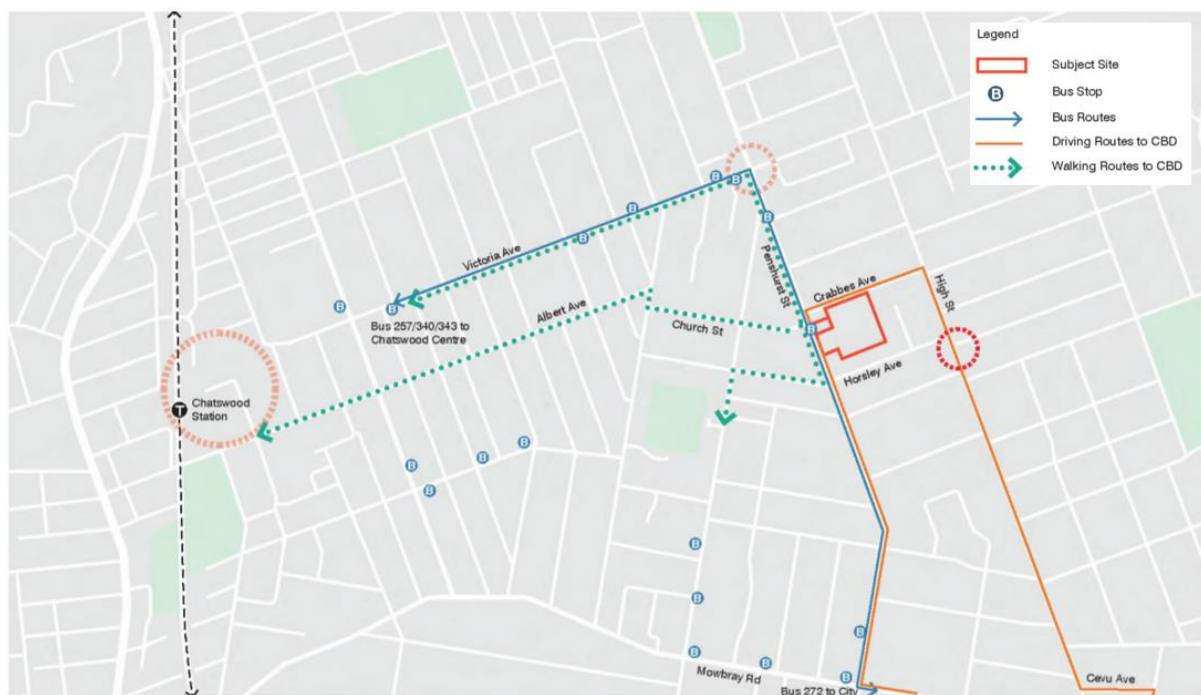 Legend
Subject Site
B
Bus Stop
Bus Routes
Driving Routes to CBD
Walking Routes to CBD
B
B
B
B
B
Victoria Ave
Penshurst St
Crabbes Ave
High St
B
B
Bus 257/340/343 to
Chatswood Centre
Albert Ave
Church St
B
Horsley Ave
T
Chatswood
Station
B
B
B
B
B
B
B
B
B
B
B
Mowbray Rd
Bus 272 to City
Cevu Ave